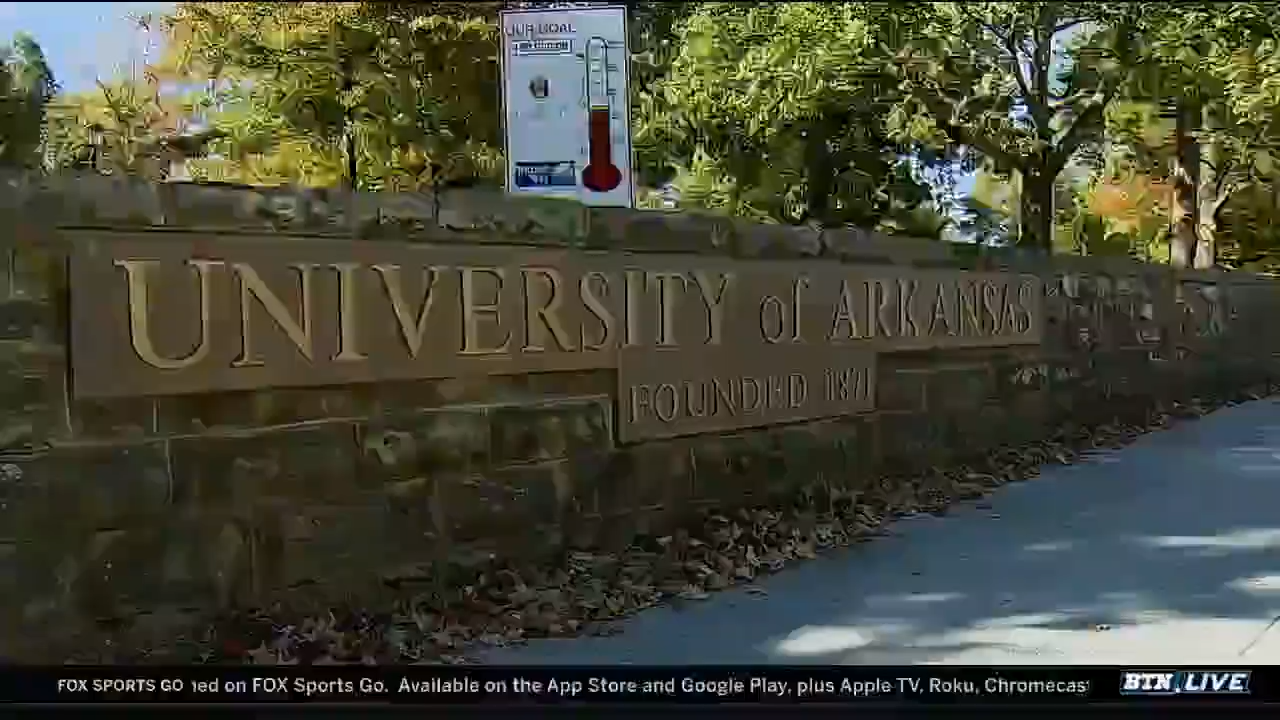 OUR GOAL
UNIVERSITY of ARKANSAS
FOUNDED 1871
FOX SPORTS GO ied on FOX Sports Go. Available on the App Store and Google Play, plus Apple TV, Roku, Chromecas
BTN LIVE